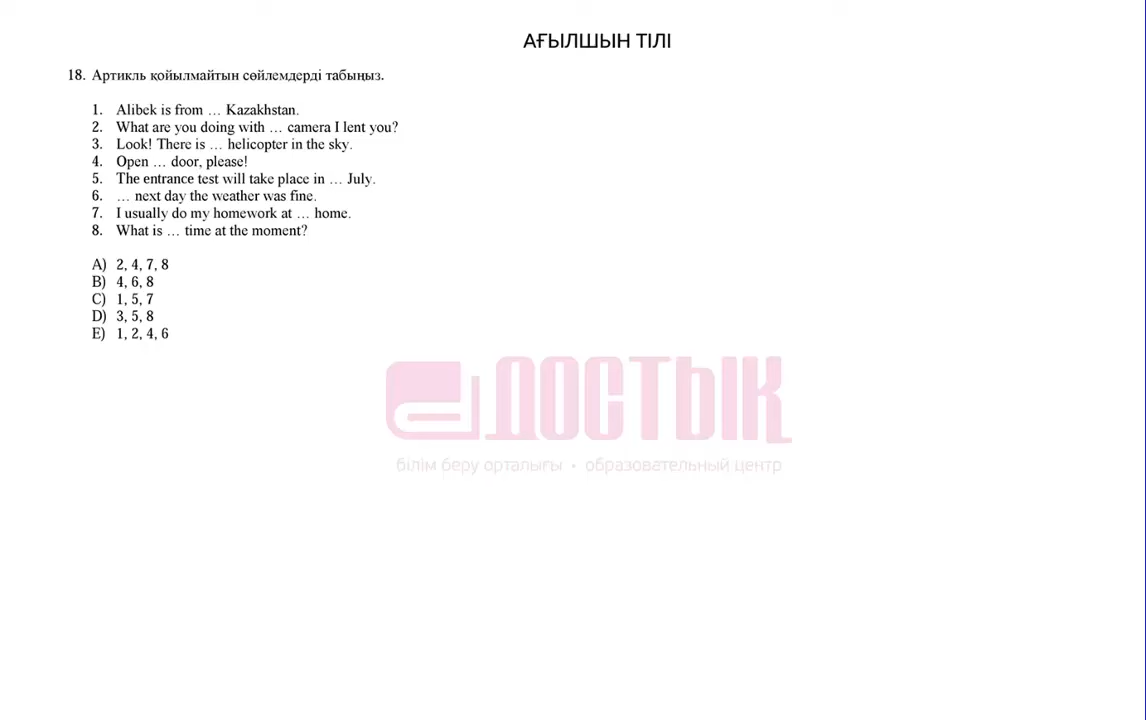 АҒЫЛШЫН ТІЛІ
18. Артикль қойылмайтын сөйлемдерді табыңыз.
1. Alibek is from … Kazakhstan.
2. What are you doing with … camera I lent you?
3. Look! There is … helicopter in the sky.
4. Open … door, please!
5. The entrance test will take place in … July.
6. … next day the weather was fine.
7. I usually do my homework at … home.
8. What is … time at the moment?
A) 2, 4, 7, 8
B) 4, 6, 8
C) 1, 5, 7
D) 3, 5, 8
E) 1, 2, 4, 6
ДОСТЫҚ
білім беру орталығы • образовательный центр